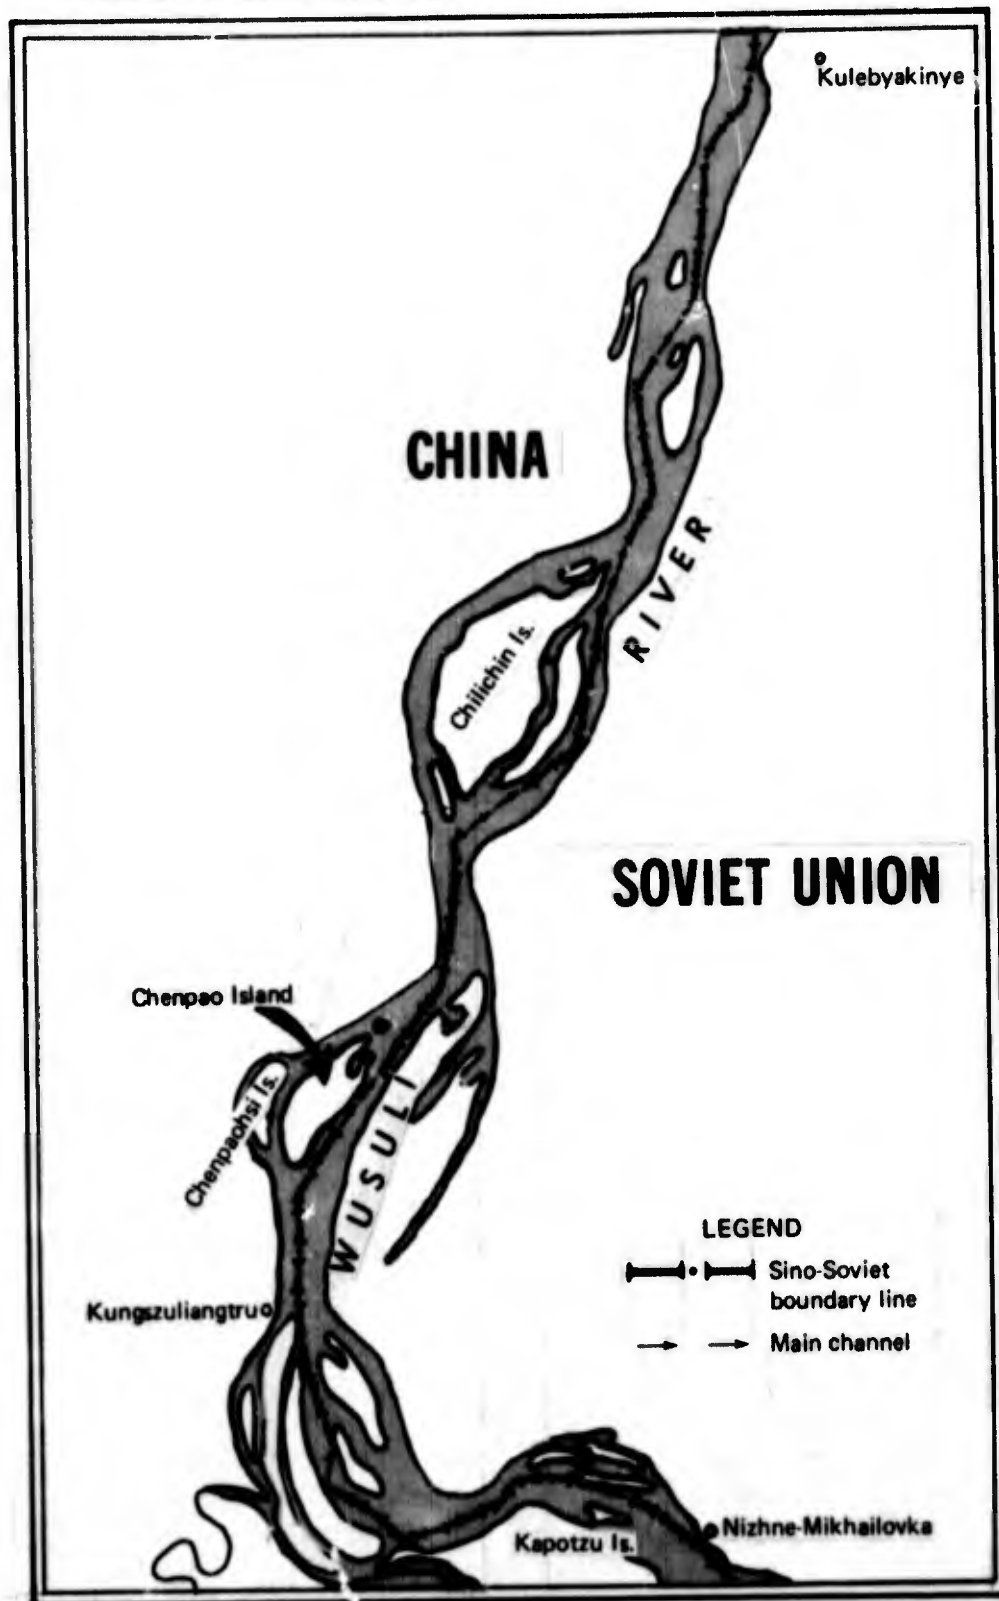 Kulebyakinye
CHINA
RIVER
Chilichin Is.
SOVIET UNION
Chenpao Island
Chenpaohsi Is.
WUSULI
LEGEND
Sino-Soviet
boundary line
Main channel
Kungszuliangtru
Kapotzu Is.
Nizhne-Mikhailovka